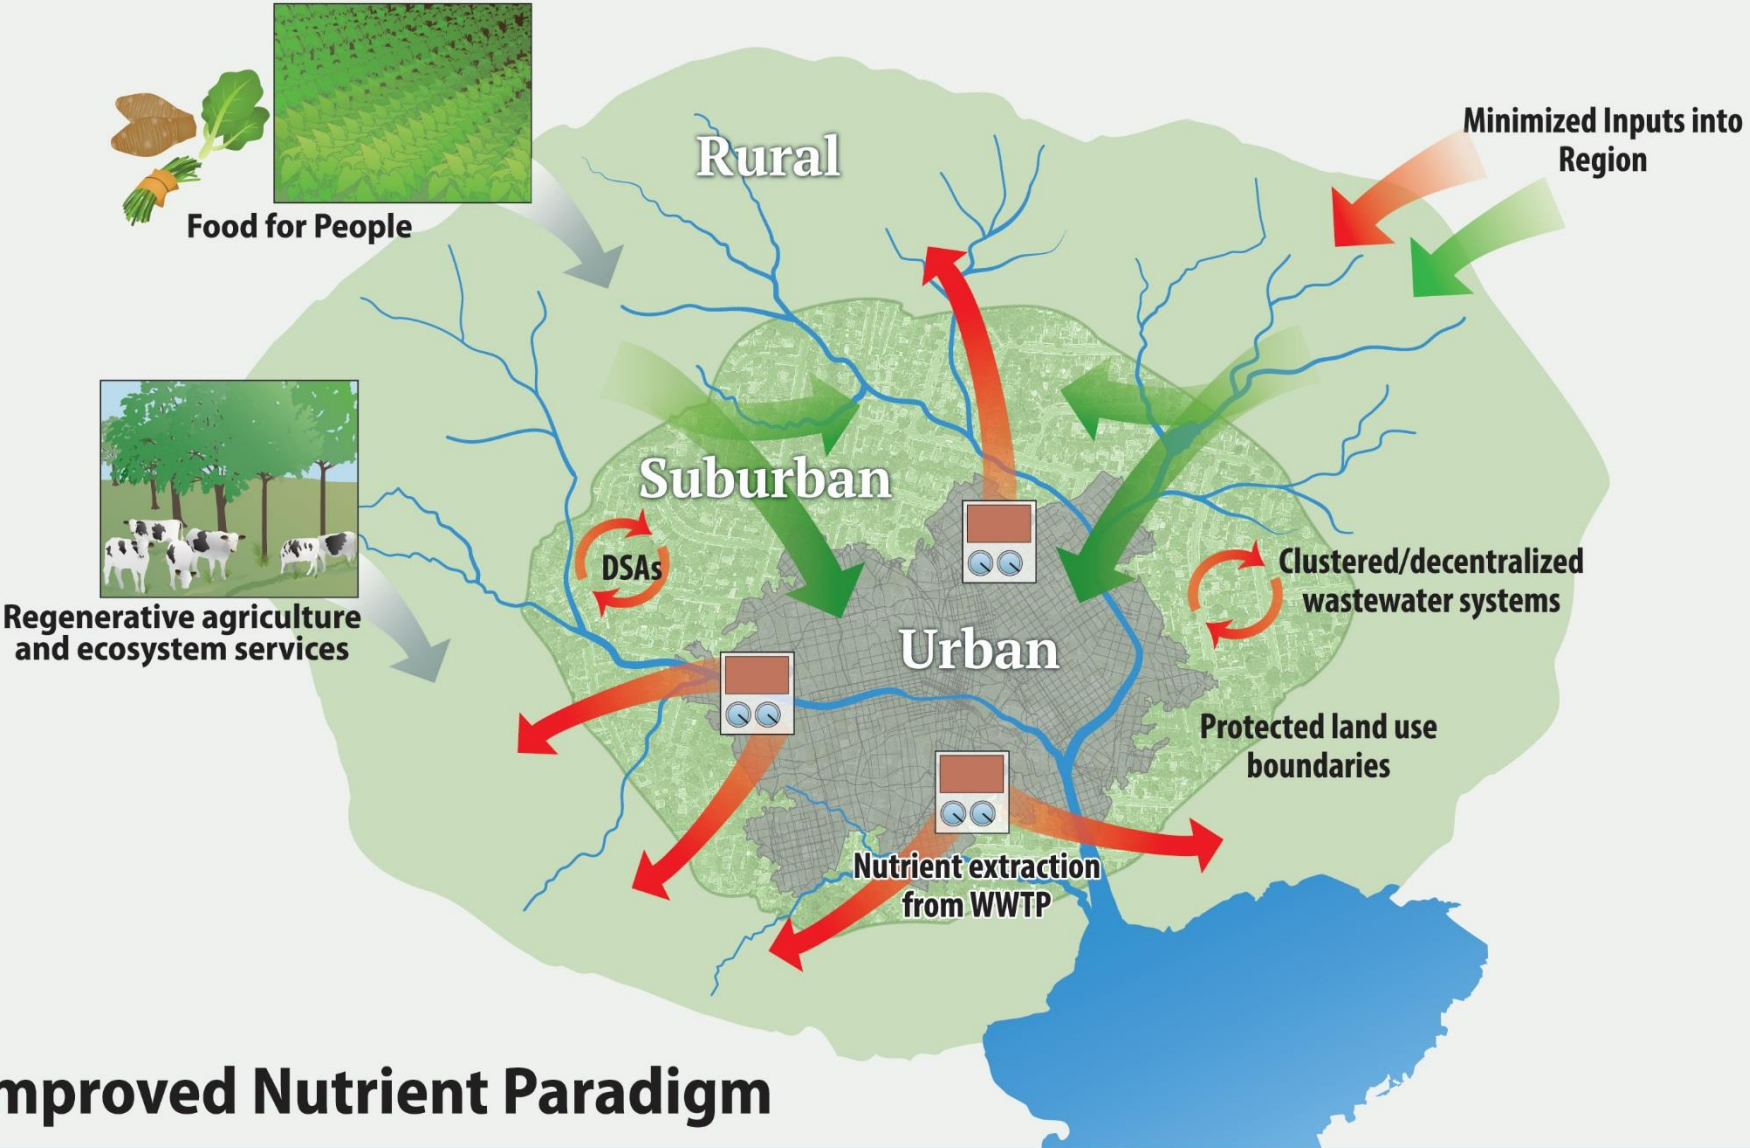 Rural
Minimized Inputs into
Region
Food for People
Suburban
DSAs
Clustered/decentralized
wastewater systems
Regenerative agriculture
and ecosystem services
Urban
Protected land use
boundaries
Nutrient extraction
from WWTP
mproved Nutrient Paradigm